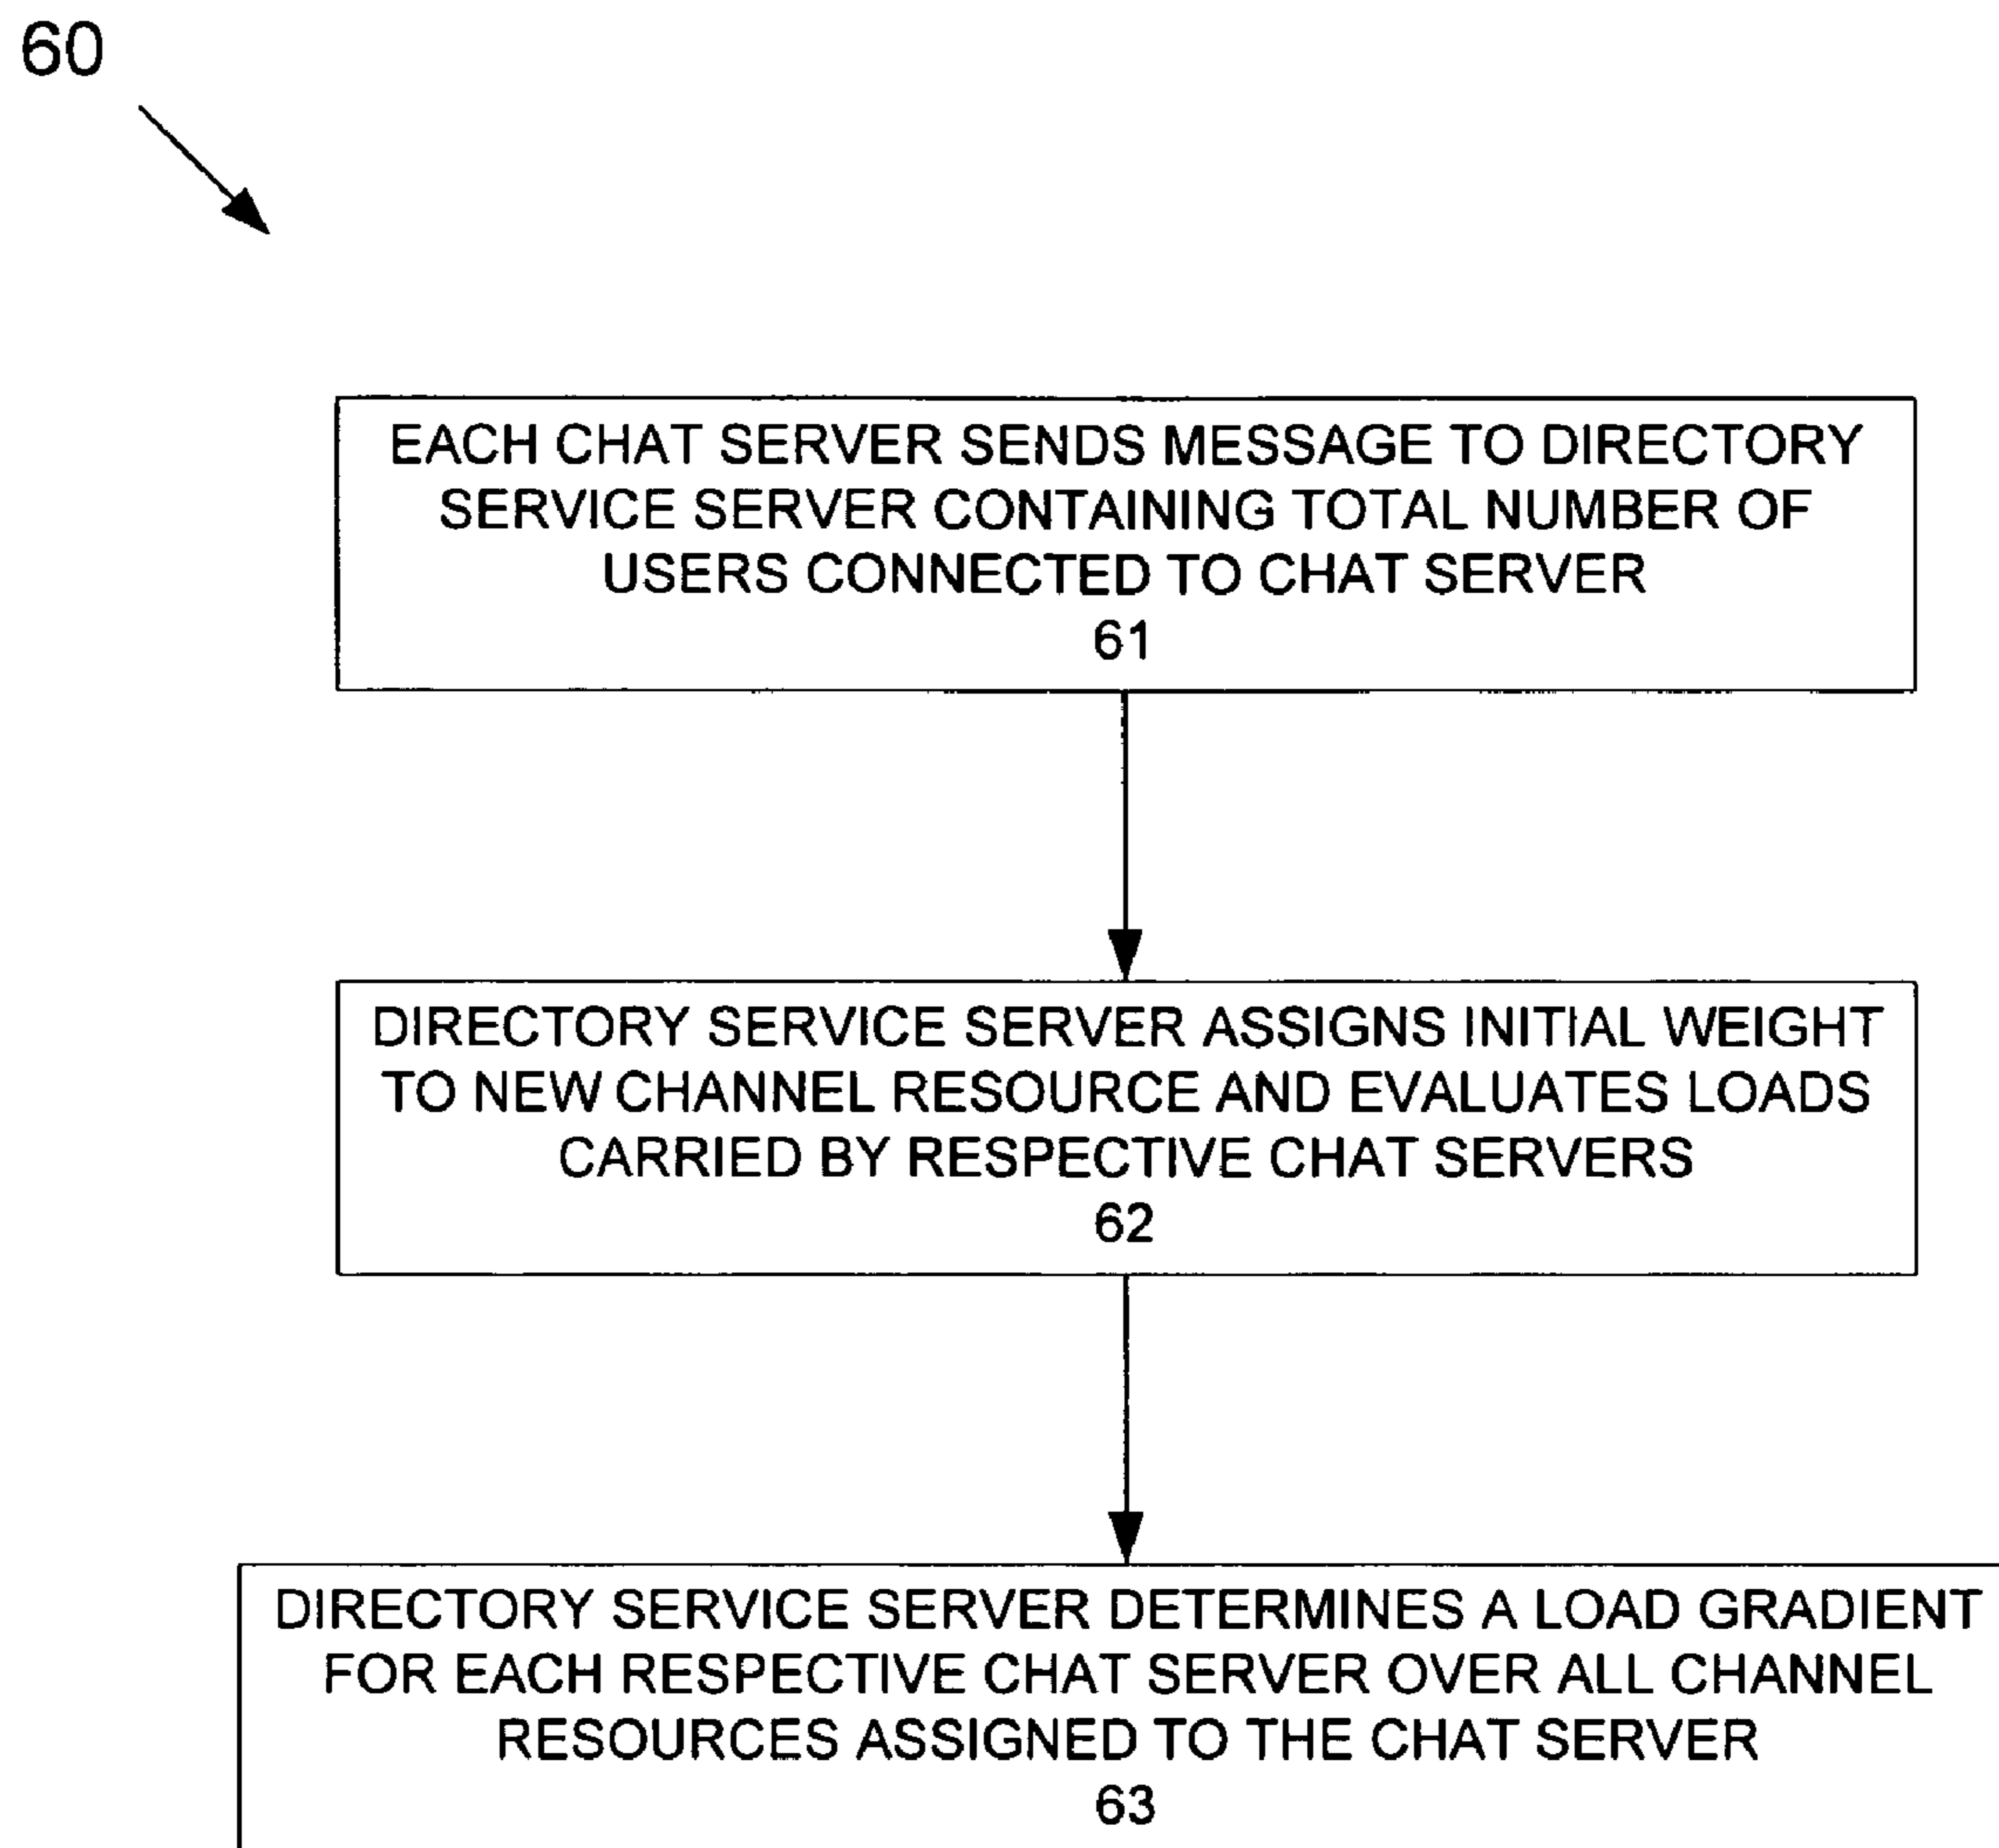 60
EACH CHAT SERVER SENDS MESSAGE TO DIRECTORY
SERVICE SERVER CONTAINING TOTAL NUMBER OF
USERS CONNECTED TO CHAT SERVER
61
DIRECTORY SERVICE SERVER ASSIGNS INITIAL WEIGHT
TO NEW CHANNEL RESOURCE AND EVALUATES LOADS
CARRIED BY RESPECTIVE CHAT SERVERS
62
DIRECTORY SERVICE SERVER DETERMINES A LOAD GRADIENT
FOR EACH RESPECTIVE CHAT SERVER OVER ALL CHANNEL
RESOURCES ASSIGNED TO THE CHAT SERVER
63